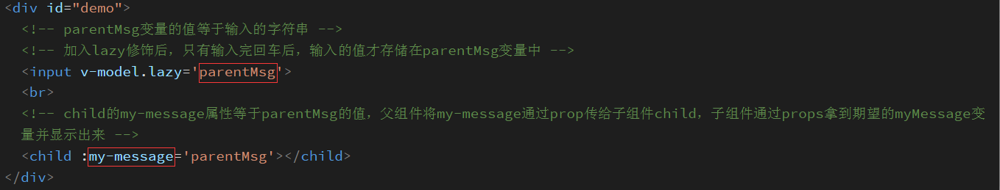 <div id="demo">
<!-- parentMsg变量的值等于输入的字符串 -->
<!-- 加入lazy修饰后，只有输入完回车后，输入的值才存储在parentMsg变量中 -->
<input v-model.lazy='parentMsg'>
<br>
<!-- child的my-message属性等于parentMsg的值，父组件将my-message通过prop传给子组件child，子组件通过props拿到期望的myMessage变
量并显示出来 -->
<child :my-message='parentMsg'></child>
</div>